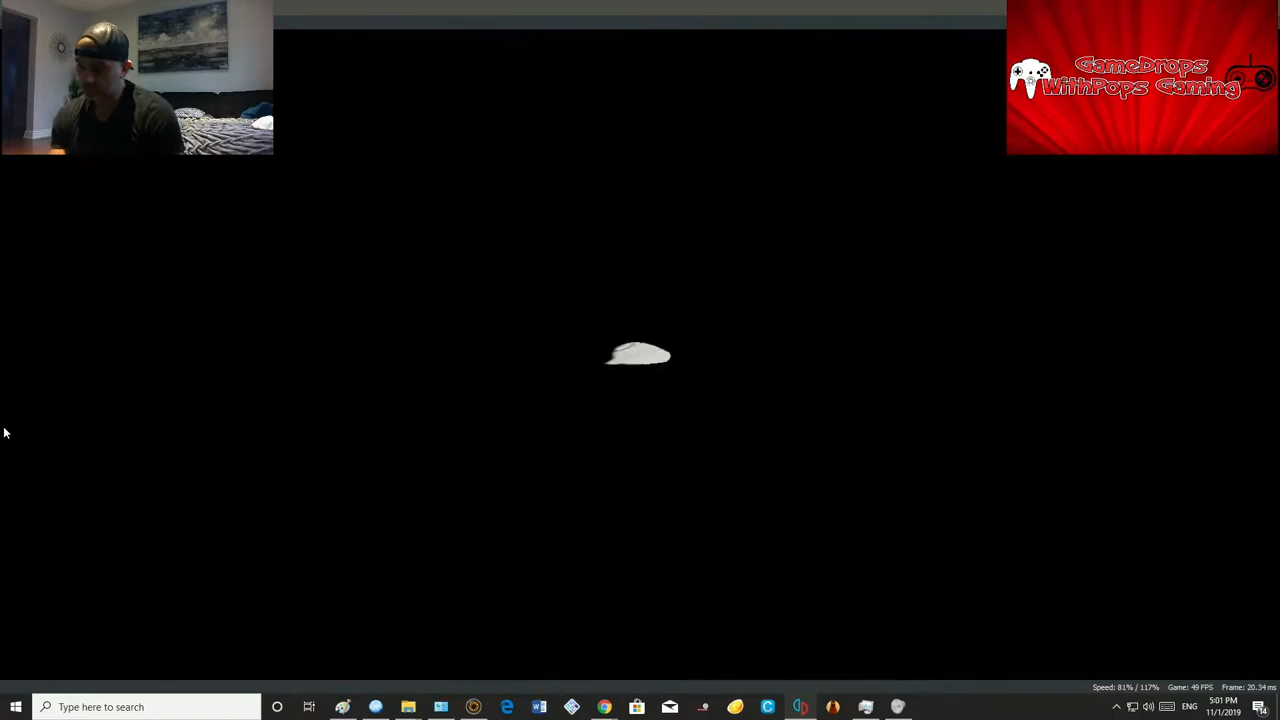 GameDrops
WithPops Gaming
Speed: 81% / 117% Game: 49 FPS Frame: 20.34 ms
Type here to search
ENG
5:01 PM
11/1/2019
14